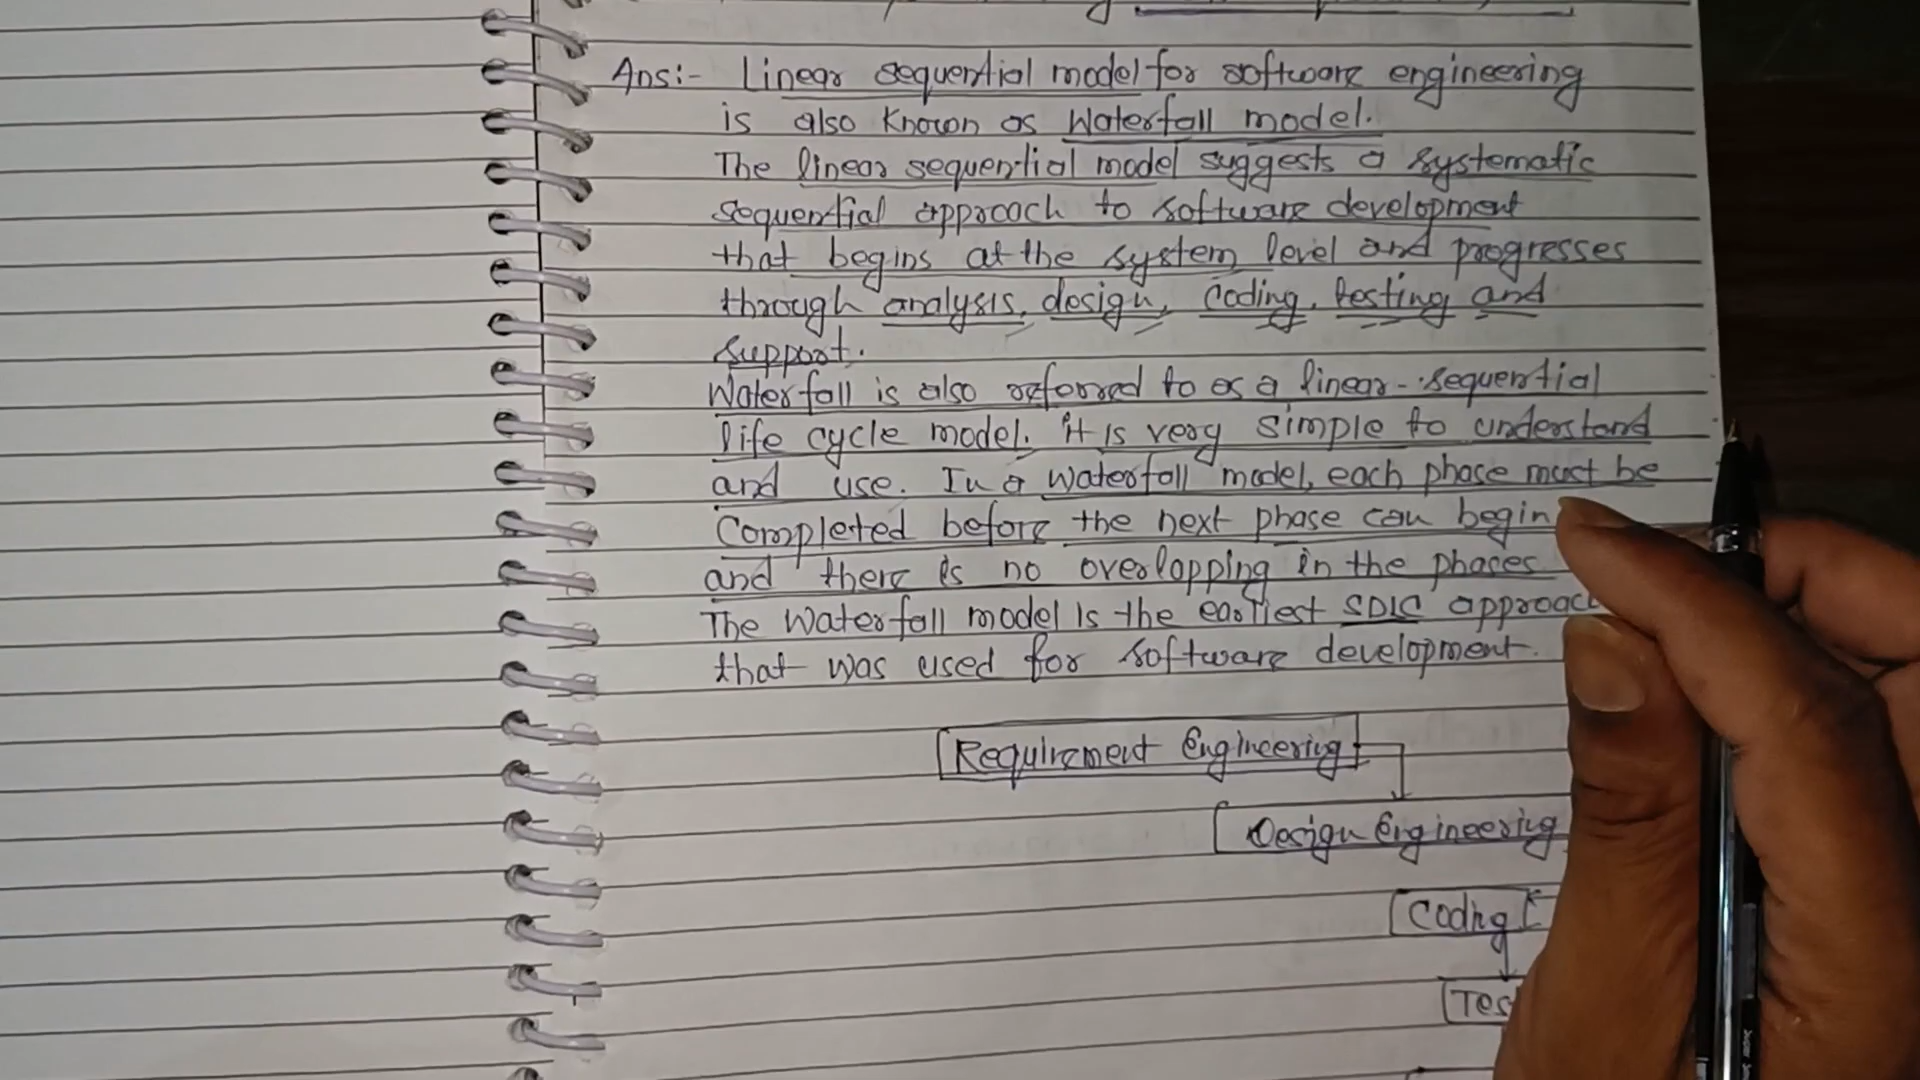 Ans:- Linear sequential model for software engineering
is also known as Waterfall model.
The linear sequential model suggests a systematic
sequential approach to software development
that begins at the system level and progresses
through analysis, design, coding, testing and
support.
Waterfall is also referred to as a linear-sequential
life cycle model. it is very simple to understand
and use. In a waterfall model, each phase must be
Completed before the next phase can begin
and there is no overlapping in the phases
The Waterfall model is the earliest SDLC approac
that was used for software development.
Requirement Engineering
Design Engineering
Coding
Tes